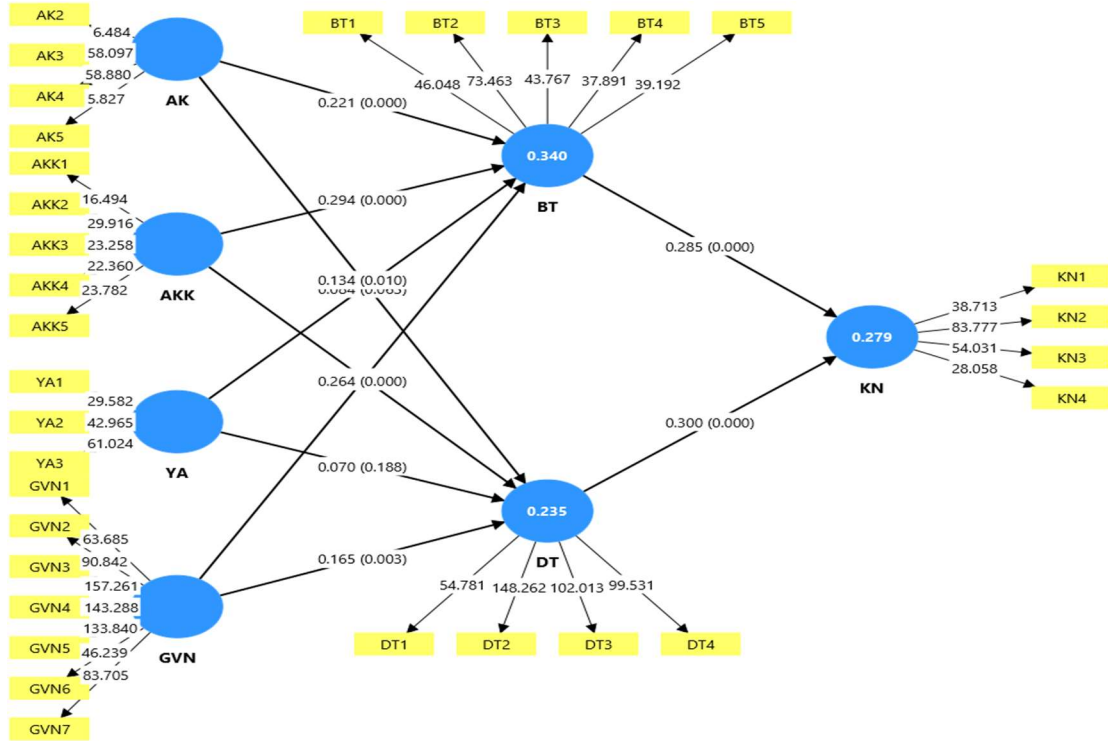 AK2
AK3
AK4
AK5
6.484
58.097
58.880
5.827
AK
AKK1
AKK2
AKK3
AKK4
AKK5
16.494
29.916
23.258
22.360
23.782
AKK
YA1
YA2
YA3
29.582
42.965
61.024
YA
GVN1
GVN2
GVN3
GVN4
GVN5
GVN6
GVN7
63.685
90.842
157.261
143.288
133.840
46.239
83.705
GVN
BT1
BT2
BT3
BT4
BT5
46.048
73.463
43.767
37.891
39.192
0.340
BT
0.221 (0.000)
0.294 (0.000)
0.134 (0.010)
0.264 (0.000)
0.070 (0.188)
0.165 (0.003)
0.235
DT
54.781
148.262
102.013
99.531
DT1
DT2
DT3
DT4
0.285 (0.000)
0.300 (0.000)
0.279
KN
38.713
83.777
54.031
28.058
KN1
KN2
KN3
KN4